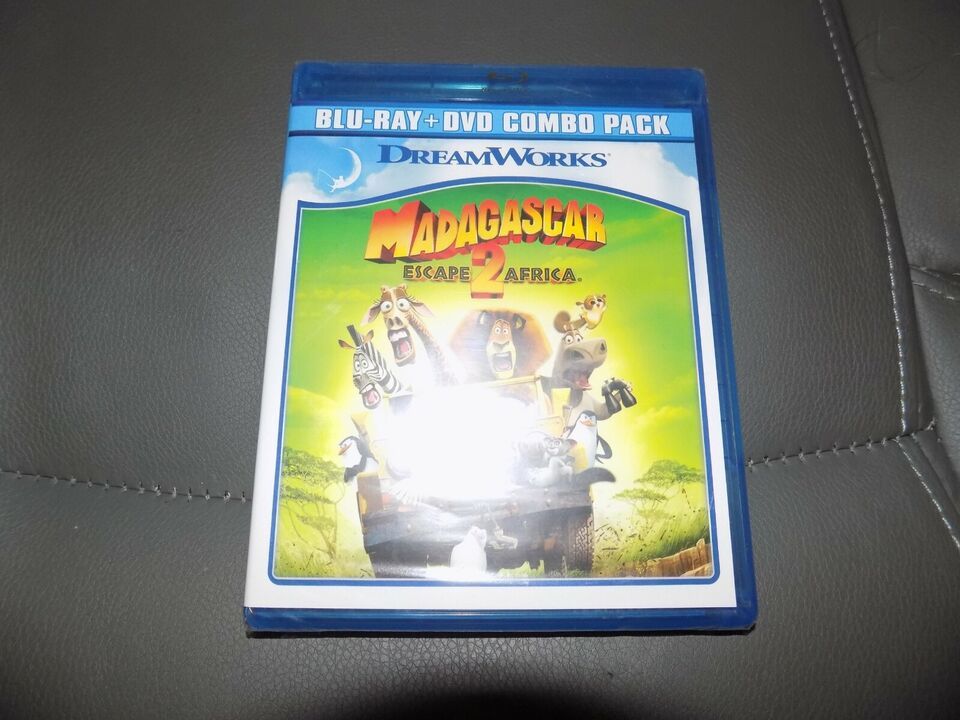 BLU-RAY + DVD COMBO PACK
DREAMWORKS
MADAGASCAR
ESCAPE 2 AFRICA